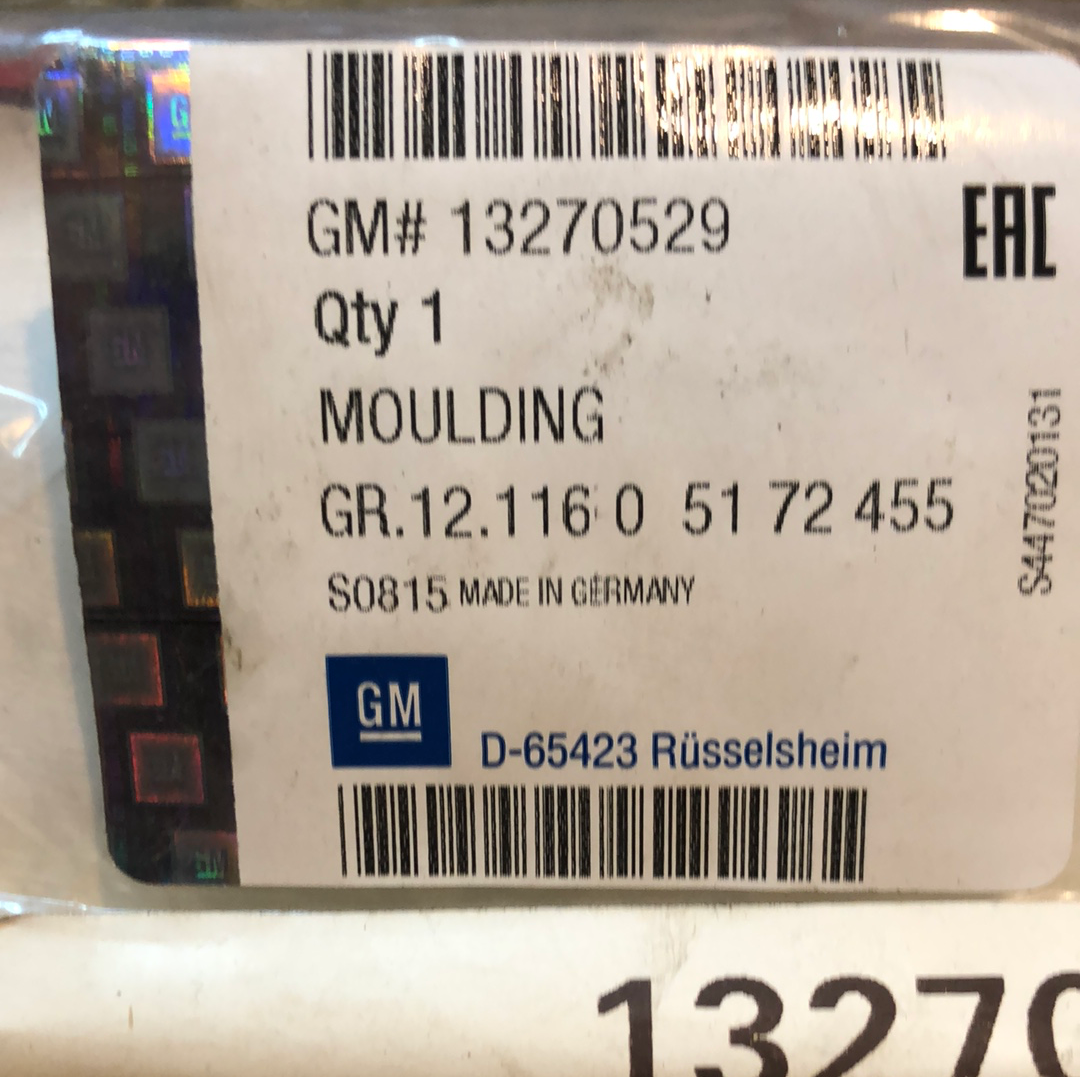 GM# 13270529
EAC
Qty 1
MOULDING
GR.12.116 0 51 72 455
S447020131
S0815 MADE IN GERMANY
GM
D-65423 Rüsselsheim
1327